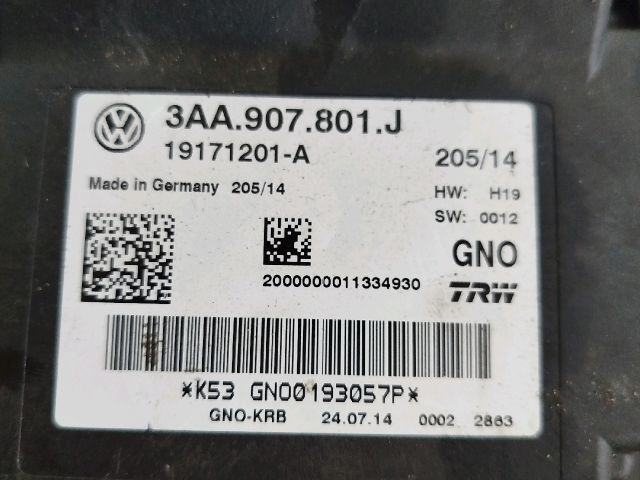 3AA.907.801.J
19171201-A
205/14
Made in Germany 205/14
HW: H19
SW: 0012
GNO
2000000011334930
TRW
*K53 GNO0193057P*
GNO-KRB 24.07.14 0002 2863